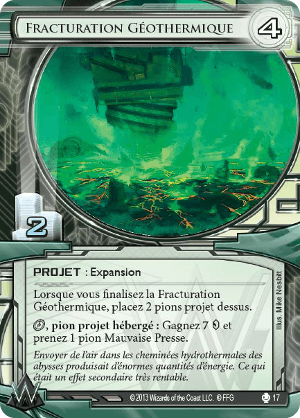 Fracturation Géothermique
4
2
PROJET : Expansion
Lorsque vous finalisez la Fracturation
Géothermique, placez 2 pions projet dessus.
, pion projet hébergé : Gagnez 7 et
prenez 1 pion Mauvaise Presse.
Envoyer de l'air dans les cheminées hydrothermales des
abysses produirait d'énormes quantités d'énergie. Ce qui
était un effet secondaire très rentable.
Illus. Mike Nesbitt
© 2013 Wizards of the Coast LLC. © FFG
17